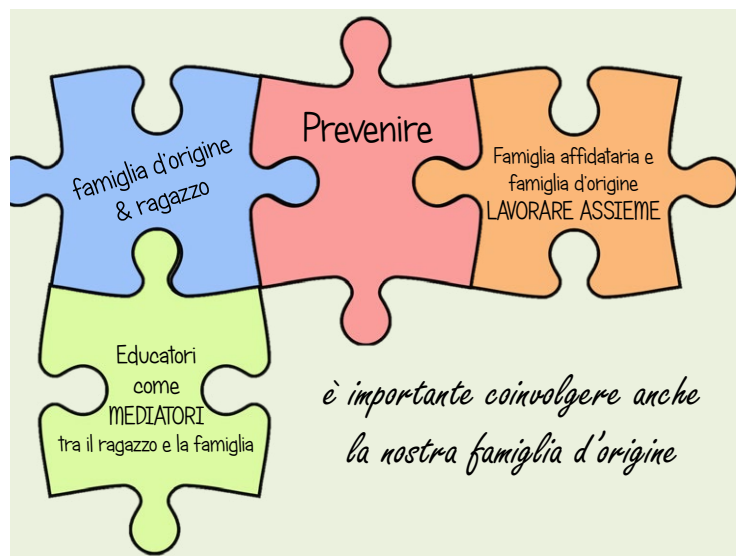 famiglia d'origine
& ragazzo
Prevenire
Famiglia affidataria e
famiglia d'origine
LAVORARE ASSIEME
Educatori
come
MEDIATORI
tra il ragazzo e la famiglia
è importante coinvolgere anche
la nostra famiglia d'origine